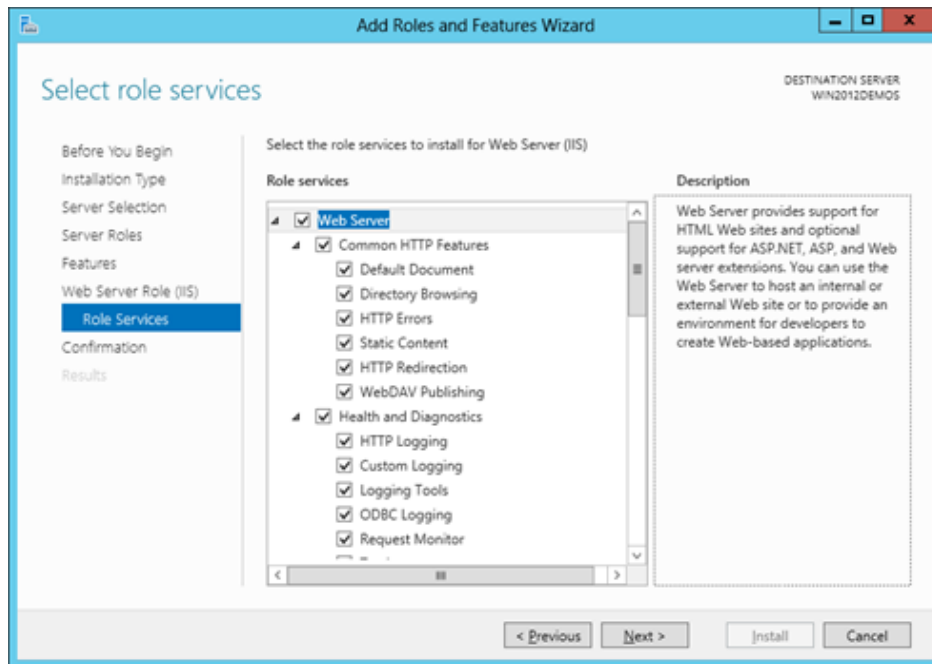 Add Roles and Features Wizard
Select role services
DESTINATION SERVER
WIN2012DEMOS
Before You Begin
Installation Type
Server Selection
Server Roles
Features
Web Server Role (IIS)
Role Services
Confirmation
Results
Select the role services to install for Web Server (IIS)
Role services
Web Server
Common HTTP Features
Default Document
Directory Browsing
HTTP Errors
Static Content
HTTP Redirection
WebDAV Publishing
Health and Diagnostics
HTTP Logging
Custom Logging
Logging Tools
ODBC Logging
Request Monitor
Description
Web Server provides support for
HTML Web sites and optional
support for ASP.NET, ASP, and Web
server extensions. You can use the
Web Server to host an internal or
external Web site or to provide an
environment for developers to
create Web-based applications.
< Previous
Next >
Install
Cancel